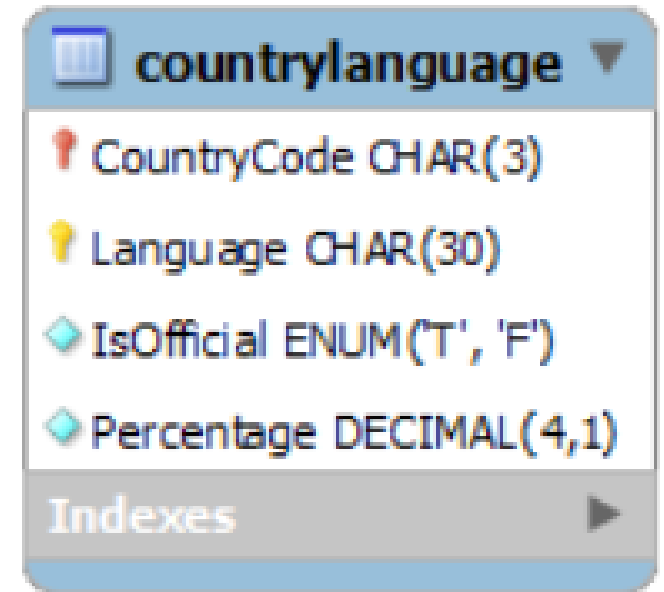 countrylanguage
CountryCode CHAR(3)
Language CHAR(30)
IsOfficial ENUM('T', 'F')
Percentage DECIMAL(4,1)
Indexes